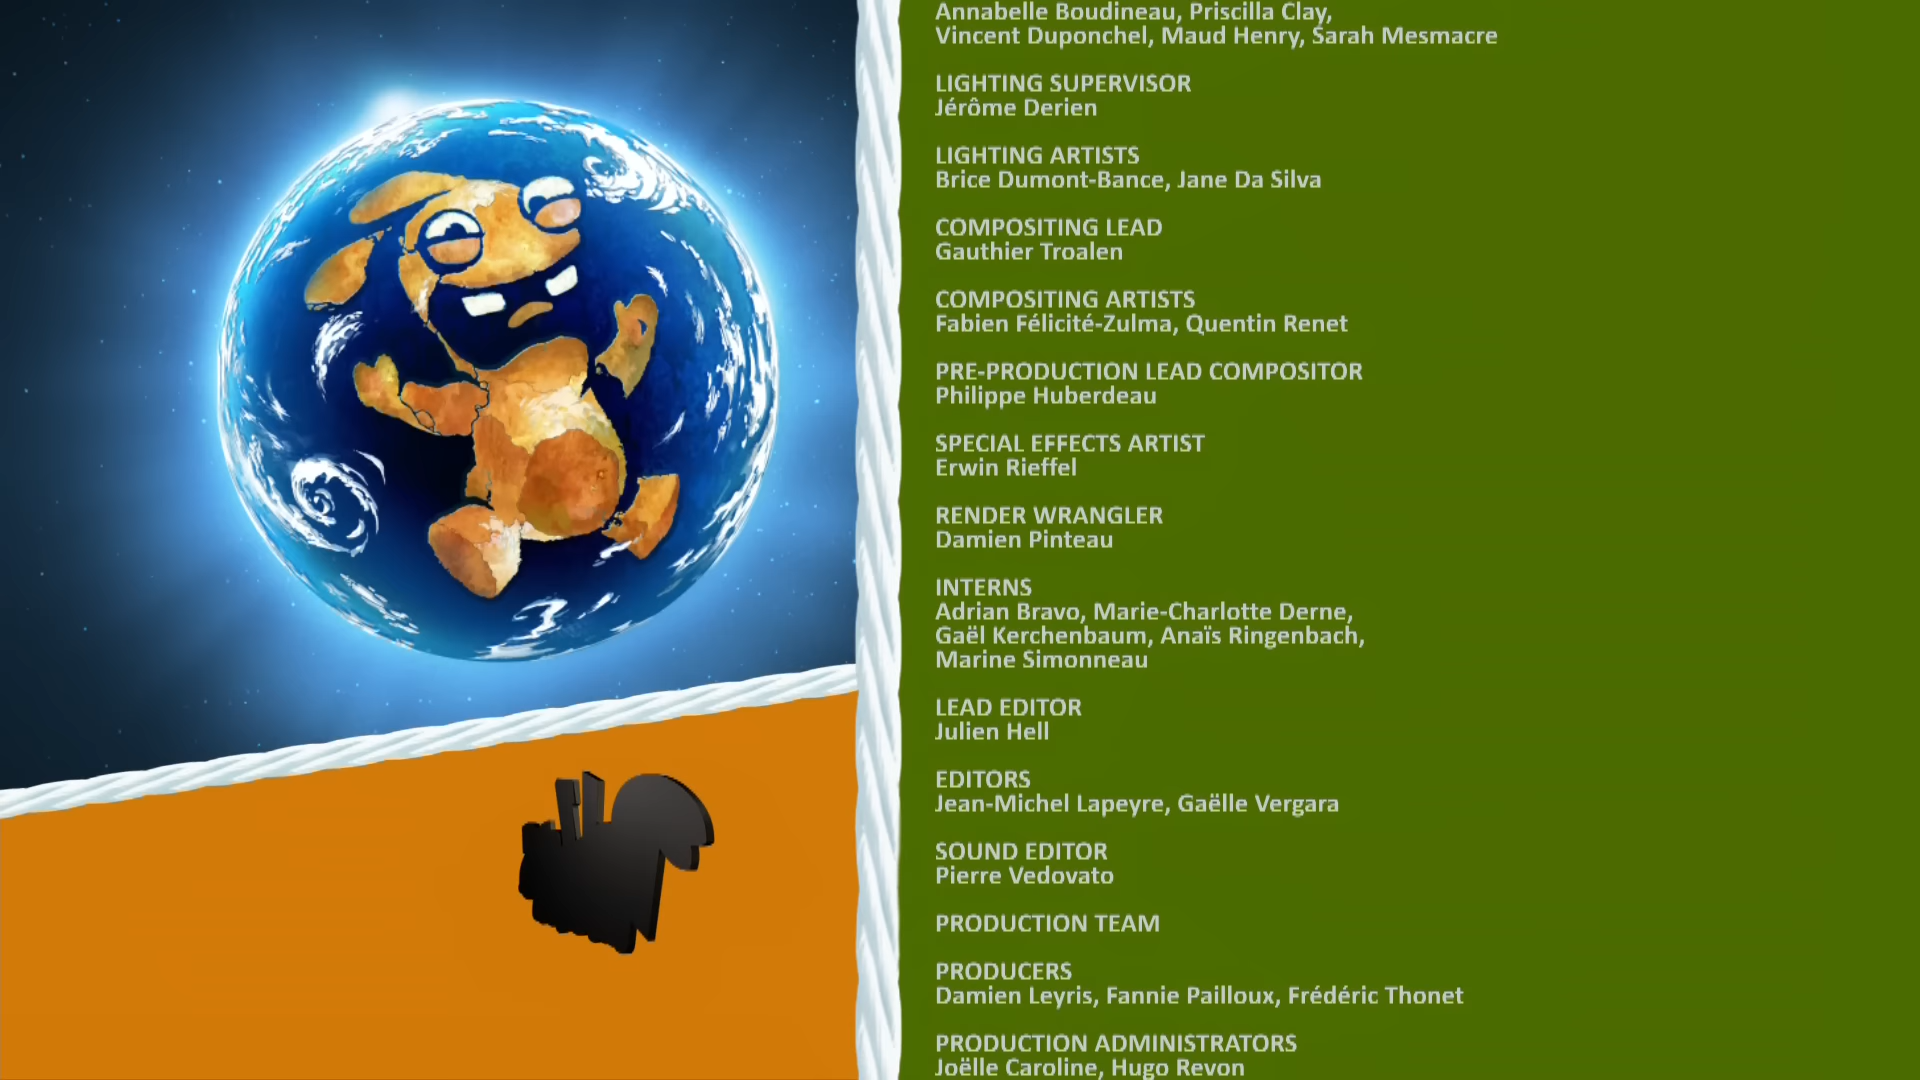 Annabelle Boudineau, Priscilla Clay,
Vincent Duponchel, Maud Henry, Sarah Mesmacre
LIGHTING SUPERVISOR
Jérôme Derien
LIGHTING ARTISTS
Brice Dumont-Bance, Jane Da Silva
COMPOSITING LEAD
Gauthier Troalen
COMPOSITING ARTISTS
Fabien Félicité-Zulma, Quentin Renet
PRE-PRODUCTION LEAD COMPOSITOR
Philippe Huberdeau
SPECIAL EFFECTS ARTIST
Erwin Rieffel
RENDER WRANGLER
Damien Pinteau
INTERNS
Adrian Bravo, Marie-Charlotte Derne,
Gaël Kerchenbaum, Anaïs Ringenbach,
Marine Simonneau
LEAD EDITOR
Julien Hell
EDITORS
Jean-Michel Lapeyre, Gaëlle Vergara
SOUND EDITOR
Pierre Vedovato
PRODUCTION TEAM
PRODUCERS
Damien Leyris, Fannie Pailloux, Frédéric Thonet
PRODUCTION ADMINISTRATORS
Joëlle Caroline, Hugo Revon